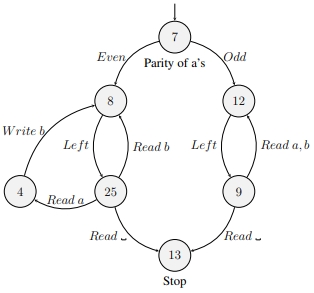 7
Even
Odd
Parity of a's
8
12
Write b
Left
Read b
Left
Read a, b
4
Read a
25
9
Read ␣
Read ␣
13
Stop